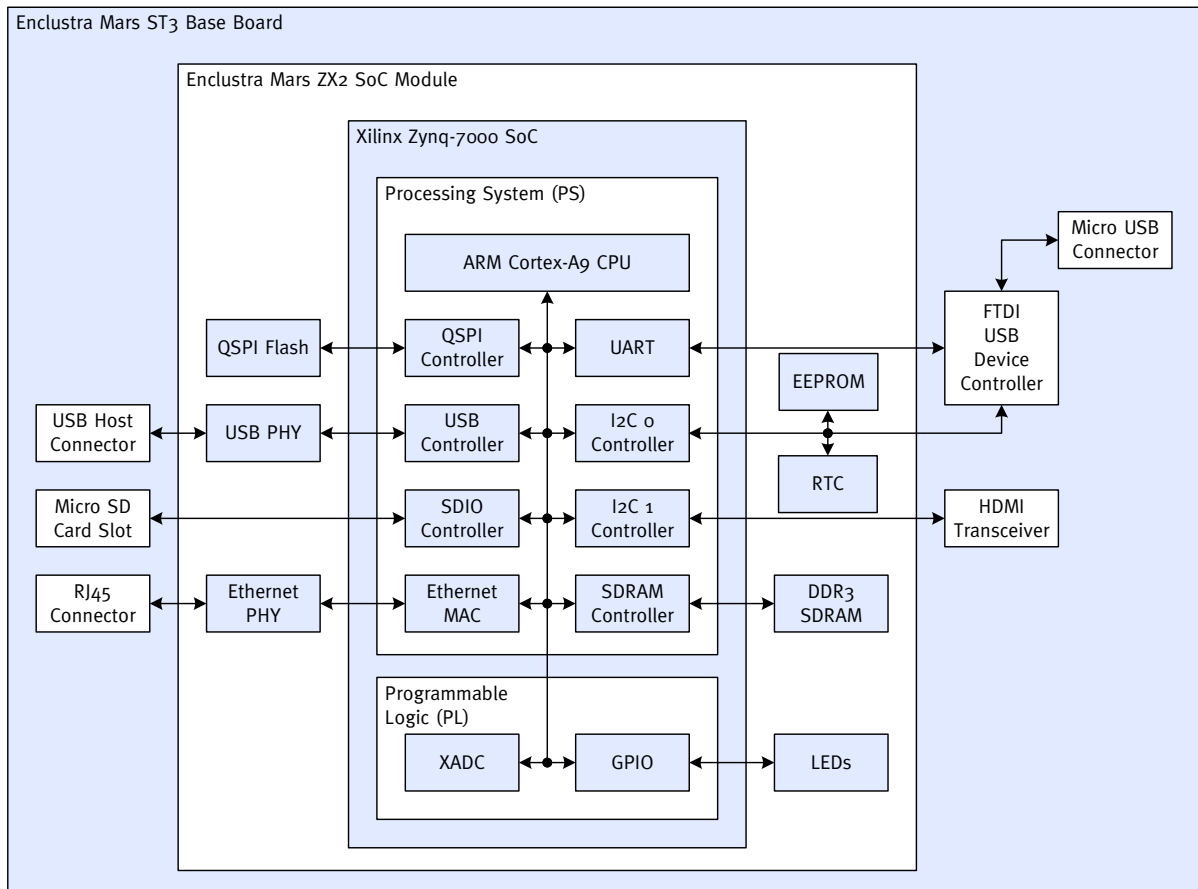 Enclustra Mars ST3 Base Board
Enclustra Mars ZX2 SoC Module
Xilinx Zynq-7000 SoC
Processing System (PS)
ARM Cortex-A9 CPU
Micro USB
Connector
QSPI Flash
QSPI
Controller
UART
FTDI
USB
Device
Controller
EEPROM
USB Host
Connector
USB PHY
USB
Controller
I2C 0
Controller
RTC
Micro SD
Card Slot
SDIO
Controller
I2C 1
Controller
HDMI
Transceiver
RJ45
Connector
Ethernet
PHY
Ethernet
MAC
SDRAM
Controller
DDR3
SDRAM
Programmable
Logic (PL)
XADC
GPIO
LEDs